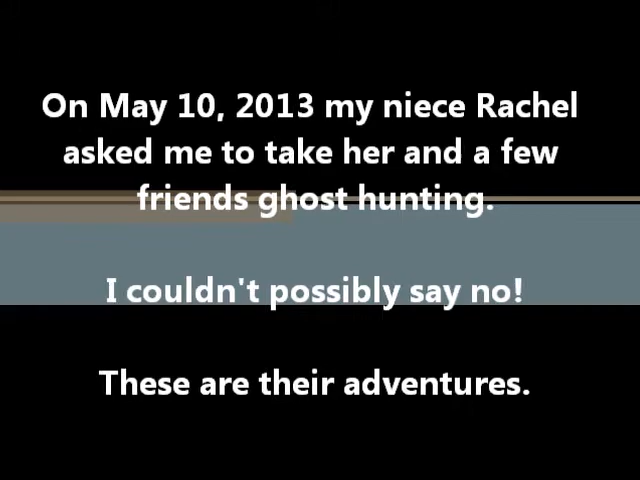 On May 10, 2013 my niece Rachel
asked me to take her and a few
friends ghost hunting.
I couldn't possibly say no!
These are their adventures.